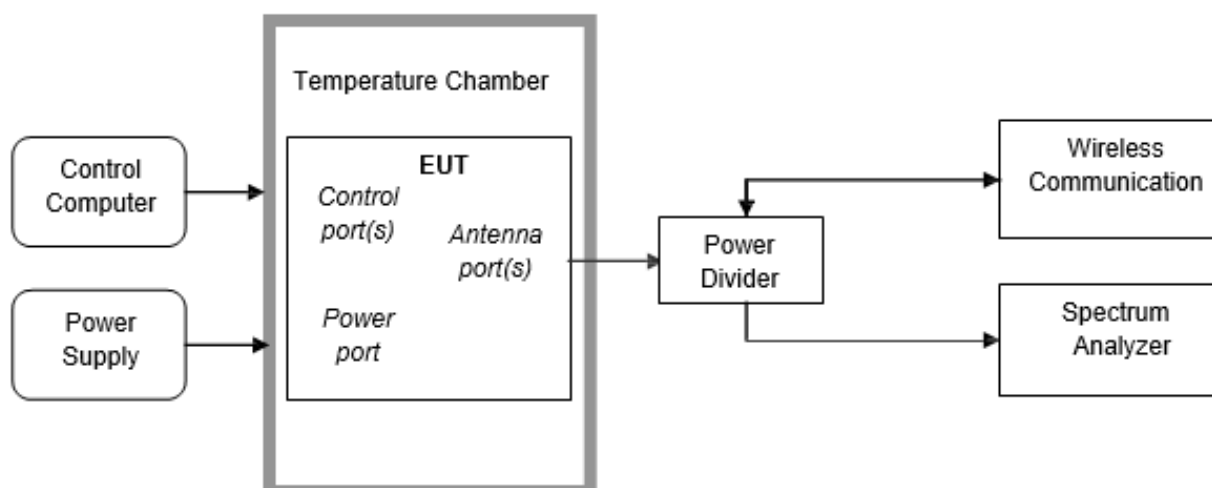 Temperature Chamber
Control
Computer
EUT
Control
port(s)
Antenna
port(s)
Power
port
Power
Supply
Power
Divider
Wireless
Communication
Spectrum
Analyzer